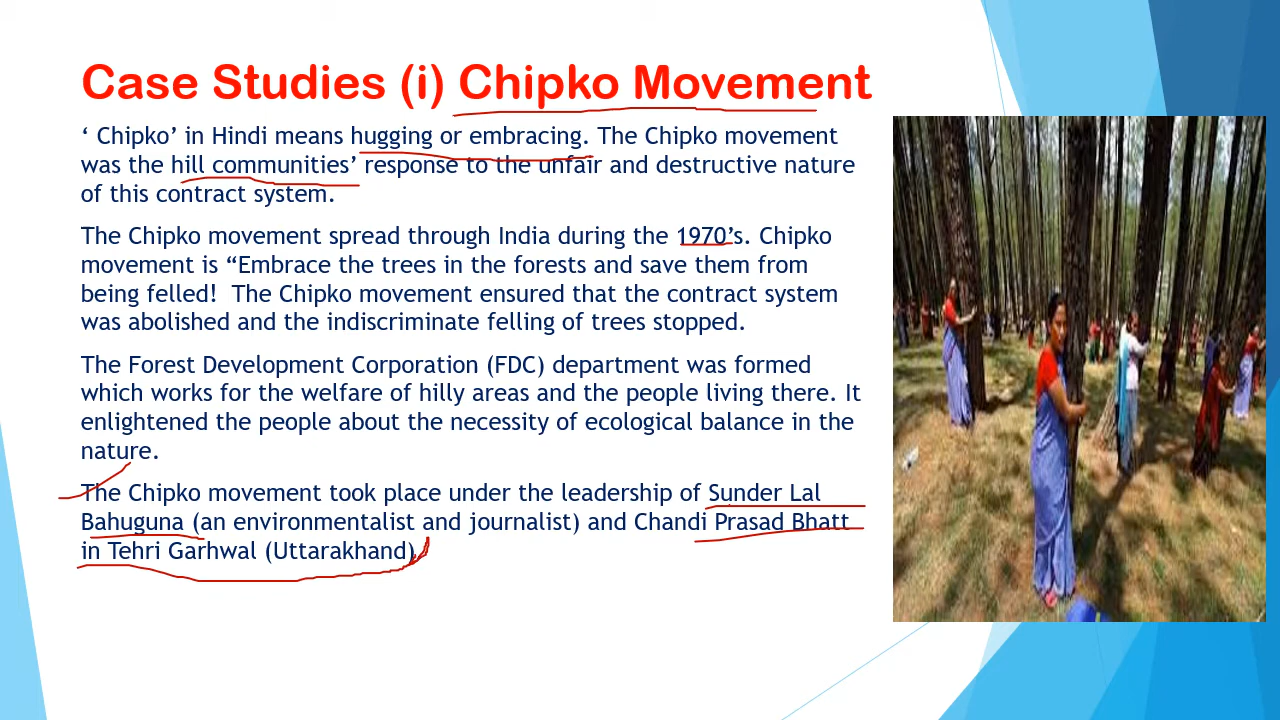 Case Studies (i) Chipko Movement
‘ Chipko’ in Hindi means hugging or embracing. The Chipko movement
was the hill communities’ response to the unfair and destructive nature
of this contract system.
The Chipko movement spread through India during the 1970’s. Chipko
movement is “Embrace the trees in the forests and save them from
being felled!  The Chipko movement ensured that the contract system
was abolished and the indiscriminate felling of trees stopped.
The Forest Development Corporation (FDC) department was formed
which works for the welfare of hilly areas and the people living there. It
enlightened the people about the necessity of ecological balance in the
nature.
The Chipko movement took place under the leadership of Sunder Lal
Bahuguna (an environmentalist and journalist) and Chandi Prasad Bhatt
in Tehri Garhwal (Uttarakhand)